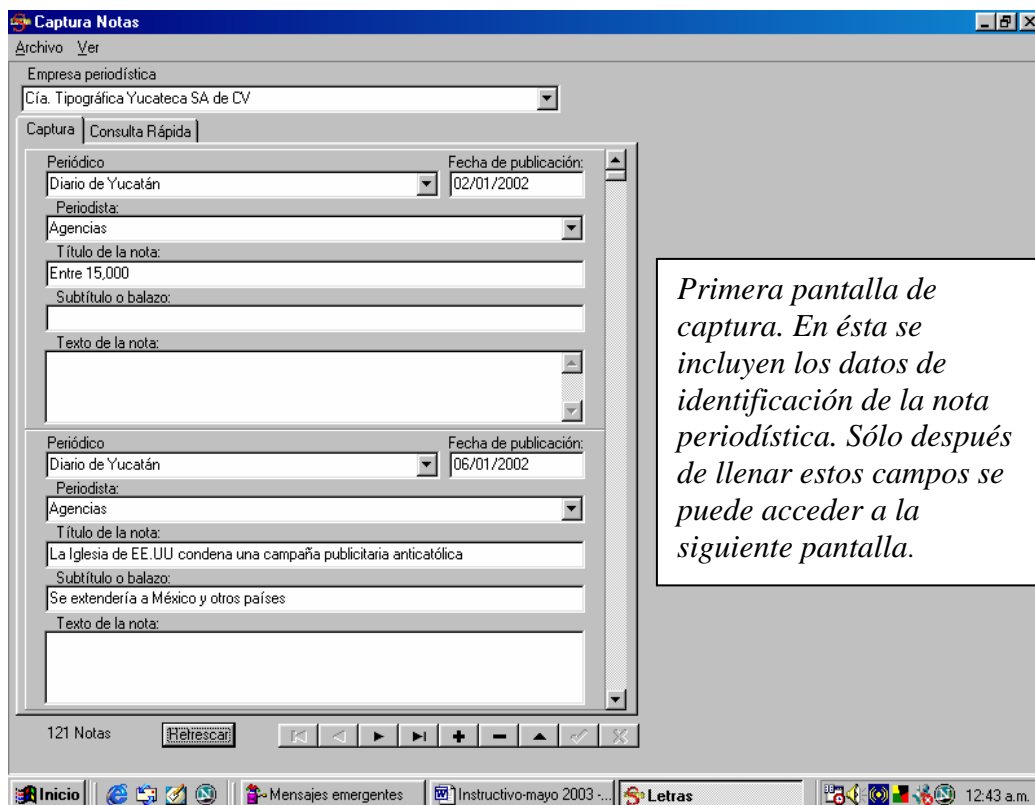 Captura Notas
Archivo Ver
Empresa periodística
Cía. Tipográfica Yucateca SA de CV
Captura Consulta Rápida
Periódico Fecha de publicación:
Diario de Yucatán 02/01/2002
Periodista:
Agencias
Título de la nota:
Entre 15,000
Subtítulo o balazo:
Texto de la nota:
Periódico Fecha de publicación:
Diario de Yucatán 06/01/2002
Periodista:
Agencias
Título de la nota:
La Iglesia de EE.UU condena una campaña publicitaria anticatólica
Subtítulo o balazo:
Se extendería a México y otros países
Texto de la nota:
121 Notas Refrescar
Primera pantalla de
captura. En ésta se
incluyen los datos de
identificación de la nota
periodística. Sólo después
de llenar estos campos se
puede acceder a la
siguiente pantalla.
Inicio Mensajes emergentes Instructivo-mayo 2003 -... Letras 12:43 a.m.